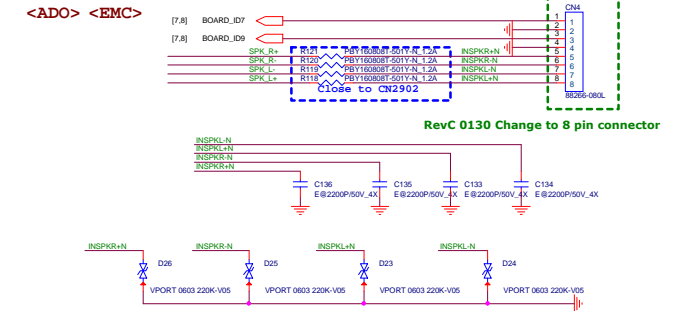 <ADO> <EMC>
CN4
[7,8] BOARD_ID7
[7,8] BOARD_ID9
1 1
2 2
3 3
4 4
SPK_R+ R121 PBY160808T-501Y-N_1.2A INSPKR+N 5 5
SPK_R- R120 PBY160808T-501Y-N_1.2A INSPKR-N 6 6
SPK_L- R119 PBY160808T-501Y-N_1.2A INSPKL-N 7 7
SPK_L+ R118 PBY160808T-501Y-N_1.2A INSPKL+N 8 8
Close to CN2902
88266-080L
RevC 0130 Change to 8 pin connector
INSPKL-N
INSPKL+N
INSPKR-N
INSPKR+N
C136 C135 C133 C134
E@2200P/50V_4X E@2200P/50V_4X E@2200P/50V_4X E@2200P/50V_4X
INSPKR+N INSPKR-N INSPKL+N INSPKL-N
D26 D25 D23 D24
VPORT 0603 220K-V05 VPORT 0603 220K-V05 VPORT 0603 220K-V05 VPORT 0603 220K-V05